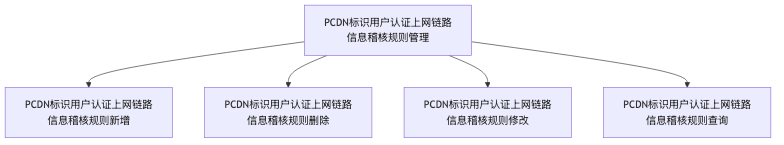 PCDN标识用户认证上网链路
信息稽核规则管理
PCDN标识用户认证上网链路
信息稽核规则新增
PCDN标识用户认证上网链路
信息稽核规则删除
PCDN标识用户认证上网链路
信息稽核规则修改
PCDN标识用户认证上网链路
信息稽核规则查询